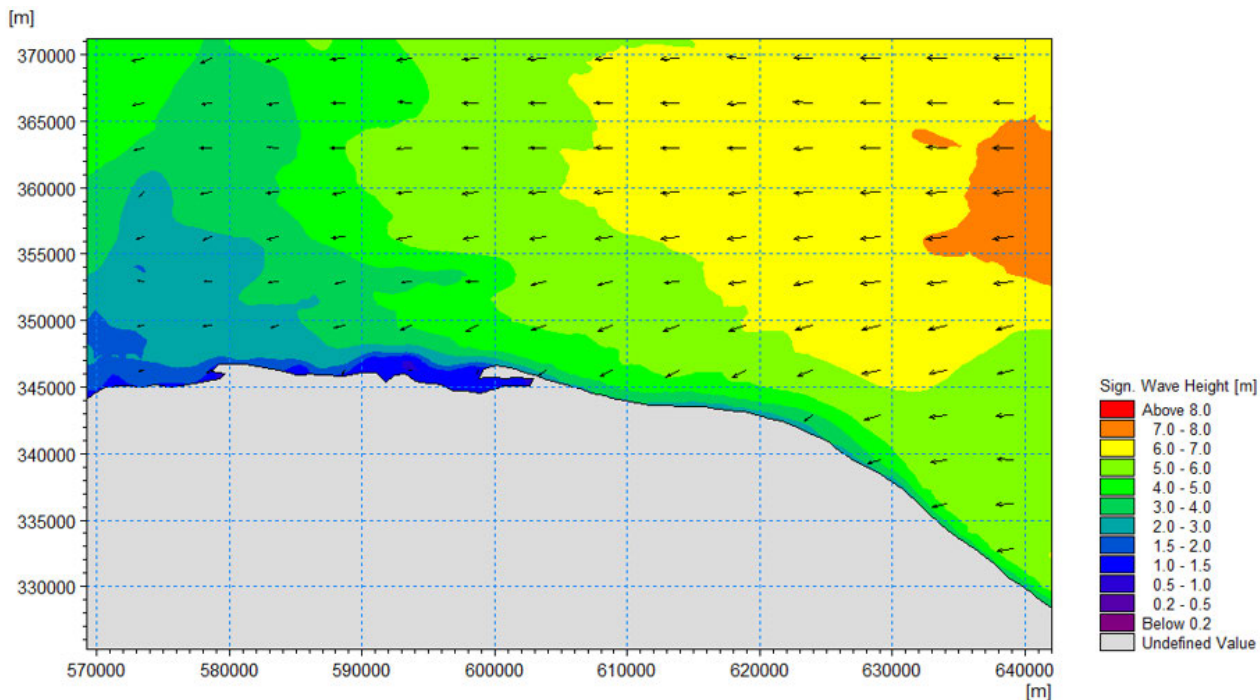 [m]
370000
365000
360000
355000
350000
345000
340000
335000
330000
570000 580000 590000 600000 610000 620000 630000 640000
[m]
Sign. Wave Height [m]
Above 8.0
7.0 - 8.0
6.0 - 7.0
5.0 - 6.0
4.0 - 5.0
3.0 - 4.0
2.0 - 3.0
1.5 - 2.0
1.0 - 1.5
0.5 - 1.0
0.2 - 0.5
Below 0.2
Undefined Value